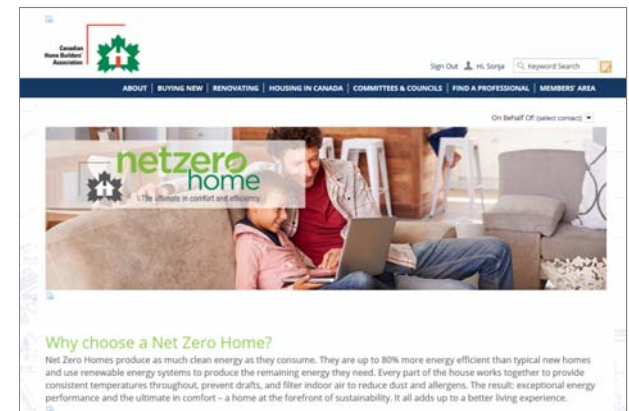 Canadian
Home Builders'
Association
Sign Out Hi, Sonja Keyword Search
ABOUT | BUYING NEW | RENOVATING | HOUSING IN CANADA | COMMITTEES & COUNCILS | FIND A PROFESSIONAL | MEMBERS' AREA
On Behalf Of: (select contact)
netzero
home
The ultimate in comfort and efficiency
Why choose a Net Zero Home?
Net Zero Homes produce as much clean energy as they consume. They are up to 80% more energy efficient than typical new homes
and use renewable energy systems to produce the remaining energy they need. Every part of the house works together to provide
consistent temperatures throughout, prevent drafts, and filter indoor air to reduce dust and allergens. The result: exceptional energy
performance and the ultimate in comfort – a home at the forefront of sustainability. It all adds up to a better living experience.